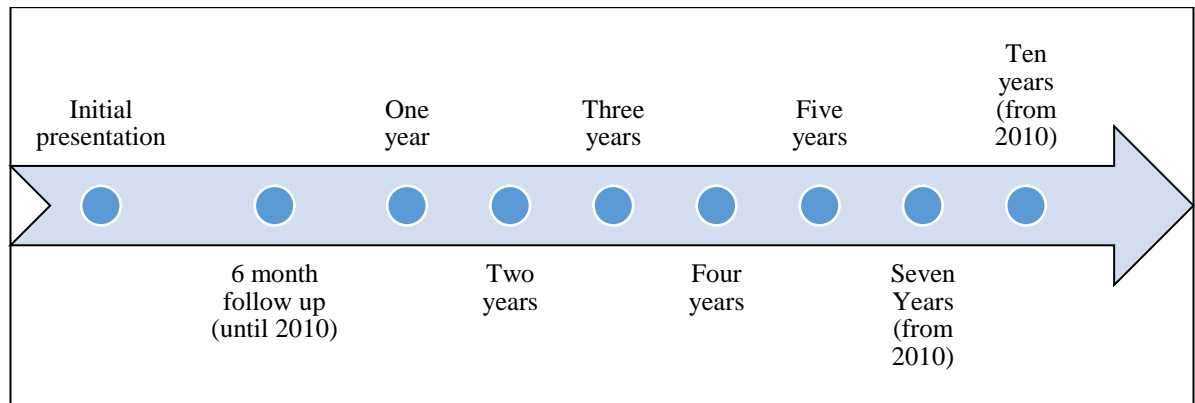 Initial
presentation
6 month
follow up
(until 2010)
One
year
Two
years
Three
years
Four
years
Five
years
Seven
Years
(from
2010)
Ten
years
(from
2010)